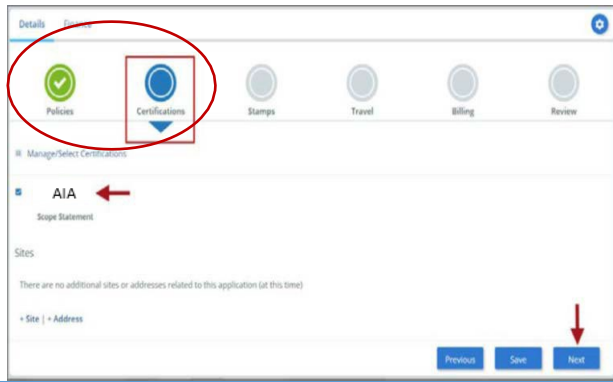 Details Finance
Policies Certifications Stamps Travel Billing Review
Manage/Select Certifications
AIA
Scope Statement
Sites
There are no additional sites or addresses related to this application (at this time)
+ Site | + Address
Previous Save Next